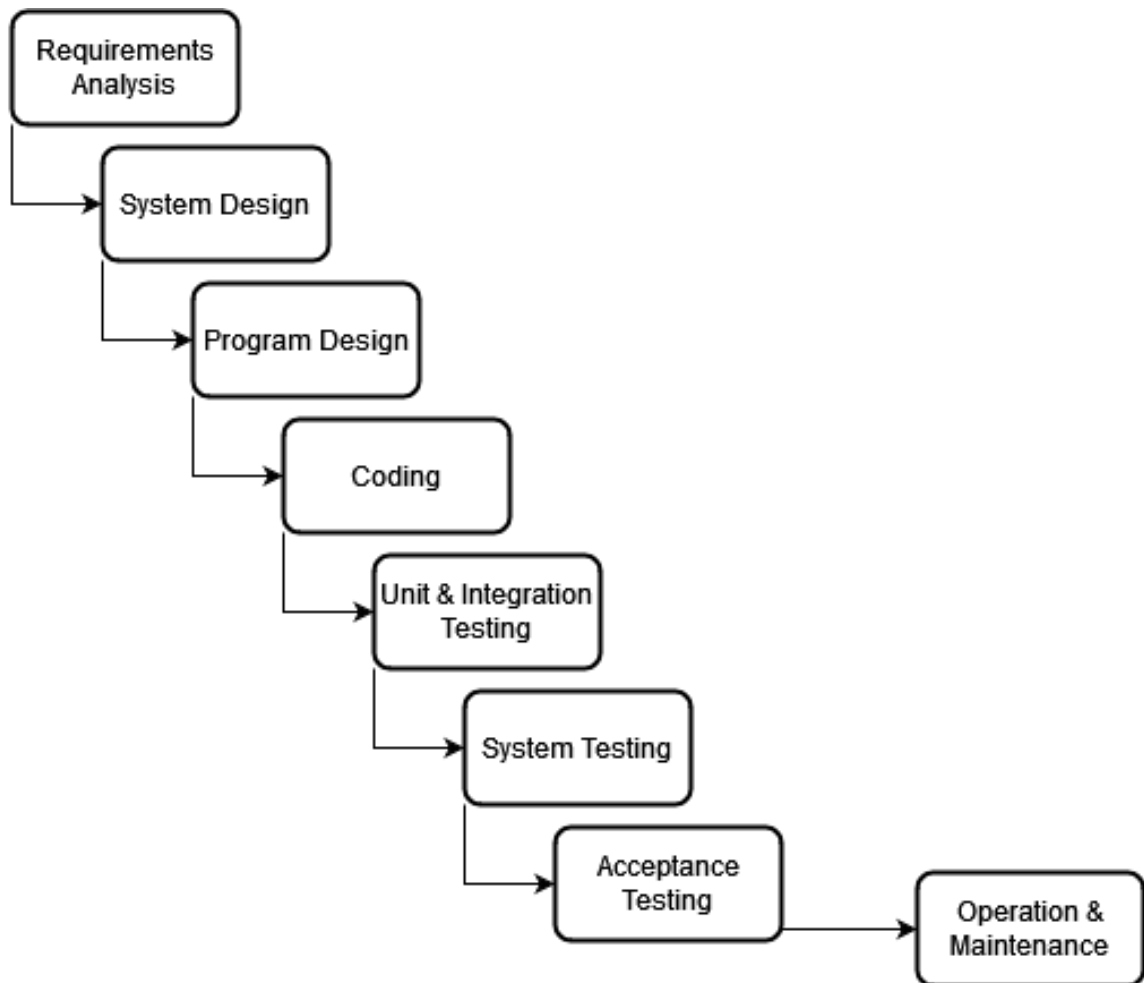 Requirements
Analysis
System Design
Program Design
Coding
Unit & Integration
Testing
System Testing
Acceptance
Testing
Operation &
Maintenance